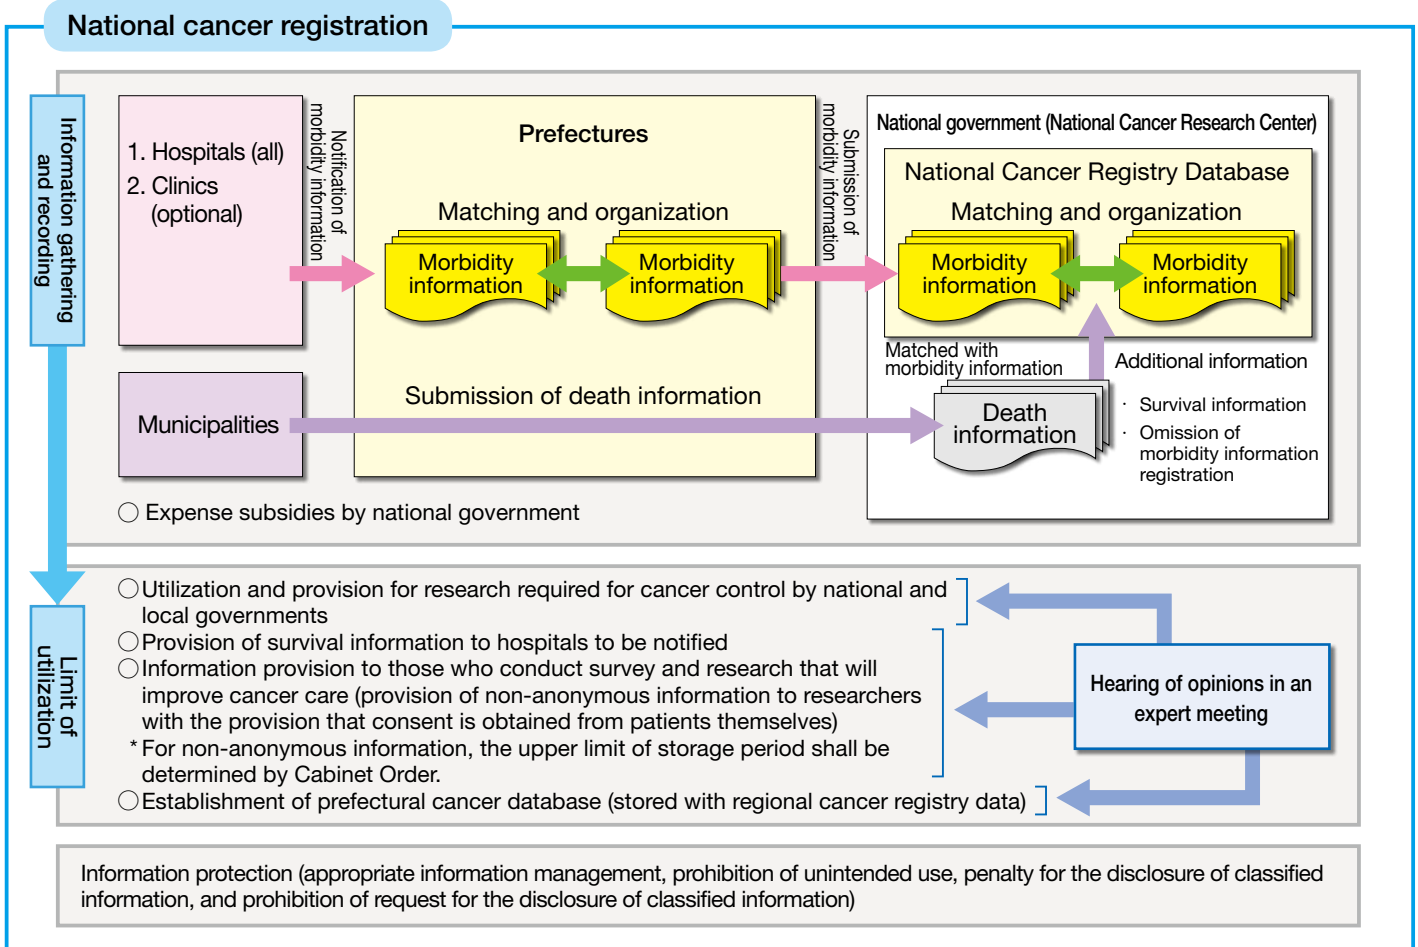 National cancer registration
Information gathering
and recording
1. Hospitals (all)
2. Clinics
(optional)
Notification of
morbidity information
Prefectures
Matching and organization
Morbidity
information
Morbidity
information
Submission of
morbidity information
National government (National Cancer Research Center)
National Cancer Registry Database
Matching and organization
Morbidity
information
Morbidity
information
Matched with
morbidity information
Additional information
· Survival information
· Omission of
morbidity information
registration
Municipalities
Submission of death information
Death
information
○ Expense subsidies by national government
Limit of
utilization
○Utilization and provision for research required for cancer control by national and
local governments
○Provision of survival information to hospitals to be notified
○Information provision to those who conduct survey and research that will
improve cancer care (provision of non-anonymous information to researchers
with the provision that consent is obtained from patients themselves)
* For non-anonymous information, the upper limit of storage period shall be
determined by Cabinet Order.
○Establishment of prefectural cancer database (stored with regional cancer registry data)
Hearing of opinions in an
expert meeting
Information protection (appropriate information management, prohibition of unintended use, penalty for the disclosure of classified
information, and prohibition of request for the disclosure of classified information)